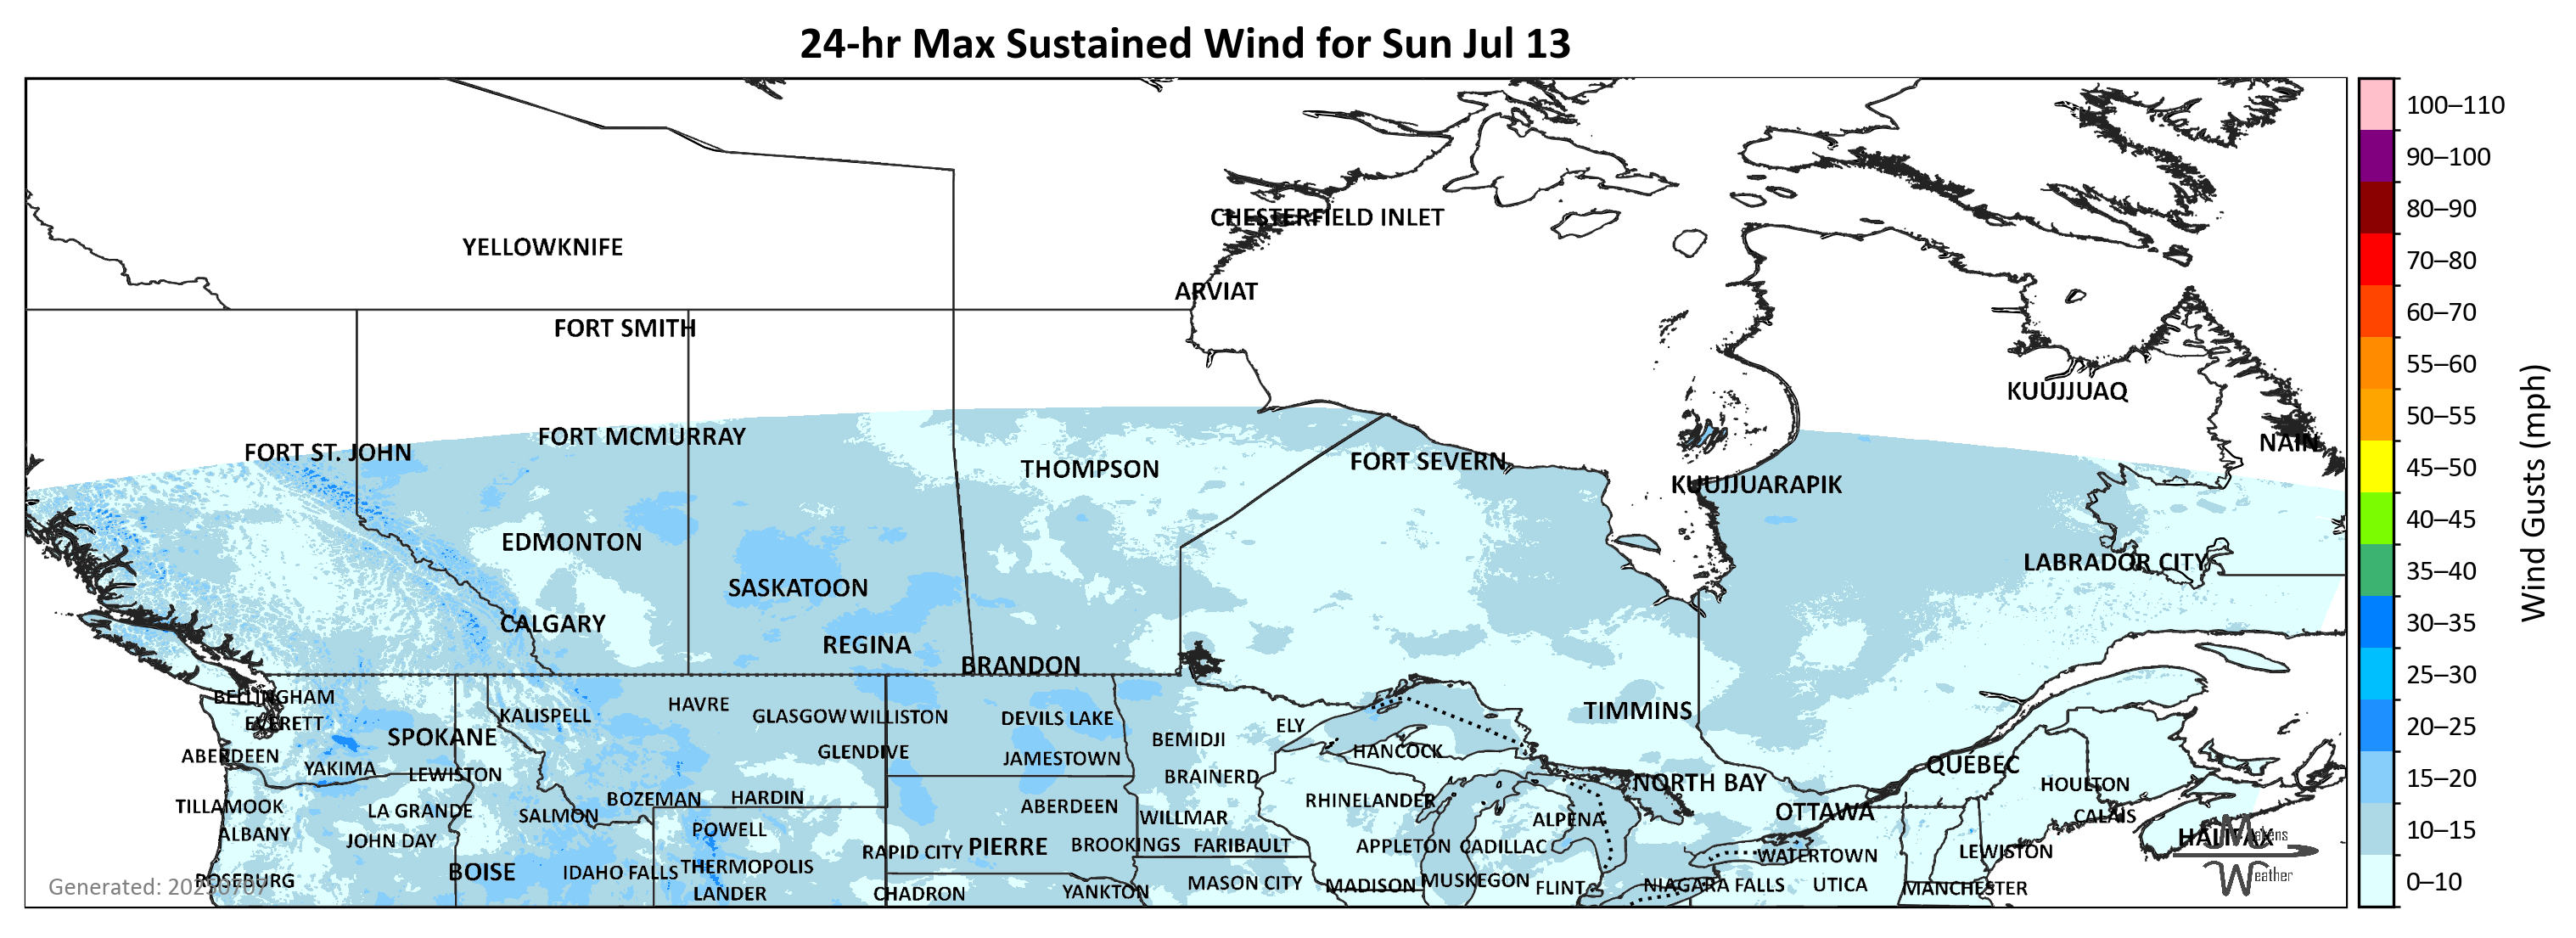 24-hr Max Sustained Wind for Sun Jul 13
100–110
90–100
80–90
70–80
60–70
55–60
50–55
45–50
40–45
35–40
30–35
25–30
20–25
15–20
10–15
0–10
Wind Gusts (mph)
CHESTERFIELD INLET
YELLOWKNIFE
ARVIAT
FORT SMITH
KUUJJUAQ
FORT MCMURRAY
NAIN
FORT ST. JOHN
THOMPSON
FORT SEVERN
KUUJJUARAPIK
EDMONTON
LABRADOR CITY
SASKATOON
CALGARY
REGINA
BRANDON
BELLINGHAM
HAVRE
TIMMINS
KALISPELL
GLASGOW
WILLISTON
DEVILS LAKE
EVERETT
ELY
SPOKANE
BEMIDJI
HANCOCK
ABERDEEN
GLENDIVE
JAMESTOWN
QUÉBEC
YAKIMA
LEWISTON
BRAINERD
NORTH BAY
HOULTON
BOZEMAN
HARDIN
RHINELANDER
TILLAMOOK
LA GRANDE
SALMON
ABERDEEN
WILLMAR
ALPENA
OTTAWA
CALAIS
ALBANY
JOHN DAY
POWELL
HALIFAX
RAPID CITY
PIERRE
BROOKINGS
FARIBAULT
APPLETON
CADILLAC
WATERTOWN
LEWISTON
BOISE
IDAHO FALLS
THERMOPOLIS
ROSEBURG
MASON CITY
MADISON
MUSKEGON
FLINT
NIAGARA FALLS
UTICA
MANCHESTER
LANDER
CHADRON
YANKTON
Generated: 20250707
Makens
Weather